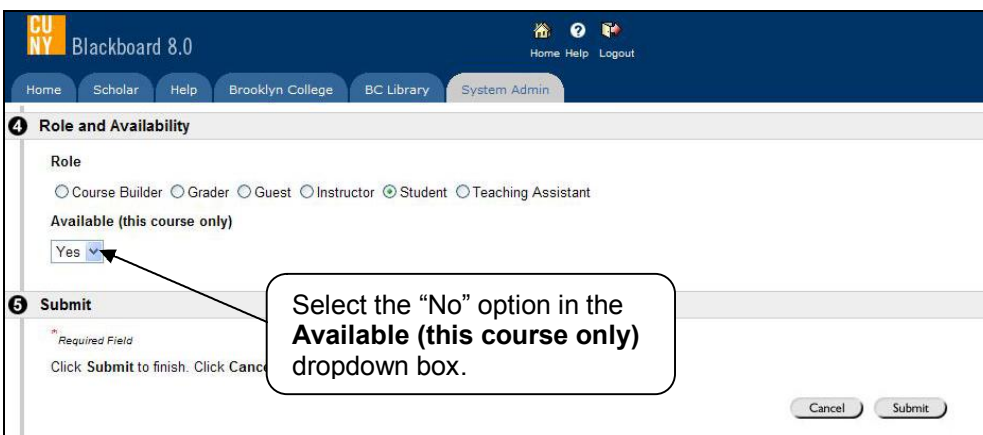 CU
NY Blackboard 8.0
Home Help Logout
Home Scholar Help Brooklyn College BC Library System Admin
4 Role and Availability
Role
Course Builder Grader Guest Instructor Student Teaching Assistant
Available (this course only)
Yes
Select the “No” option in the
Available (this course only)
dropdown box.
5 Submit
* Required Field
Click Submit to finish. Click Cance
Cancel Submit